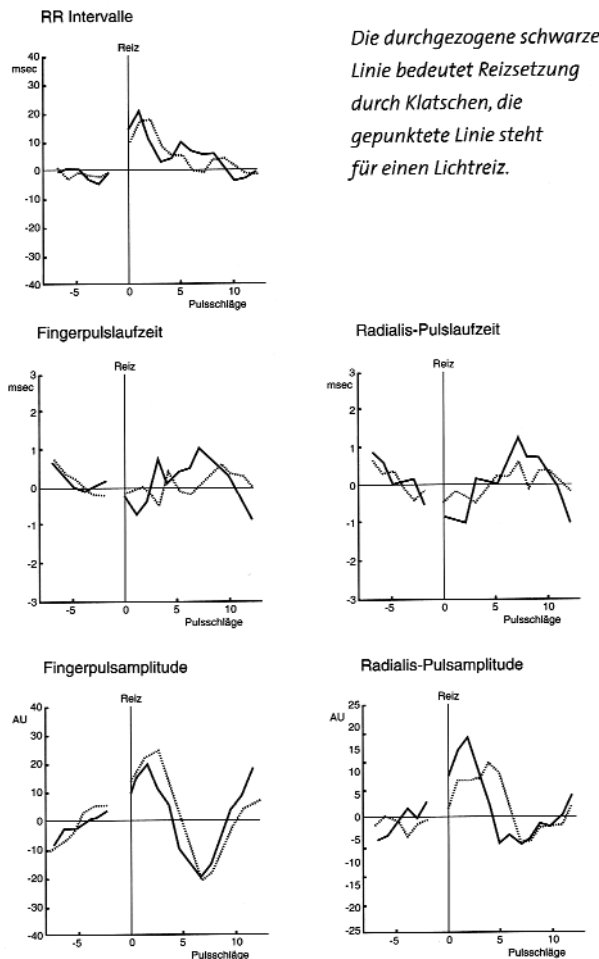 RR Intervalle
Reiz
40
msec
30
20
10
0
-10
-20
-30
-40
-5
0
5
10
Pulsschläge
Die durchgezogene schwarze
Linie bedeutet Reizsetzung
durch Klatschen, die
gepunktete Linie steht
für einen Lichtreiz.
Fingerpulslaufzeit
Reiz
3
msec
2
1
0
-1
-2
-3
-5
0
5
10
Pulsschläge
Radialis-Pulslaufzeit
Reiz
3
msec
2
1
0
-1
-2
-3
-5
0
5
10
Pulsschläge
Fingerpulsamplitude
Reiz
40
AU
30
20
10
0
-10
-20
-30
-40
-5
0
5
10
Pulsschläge
Radialis-Pulsamplitude
Reiz
25
AU
20
15
10
5
0
-5
-10
15
20
-25
-5
0
5
10
Pulsschläge